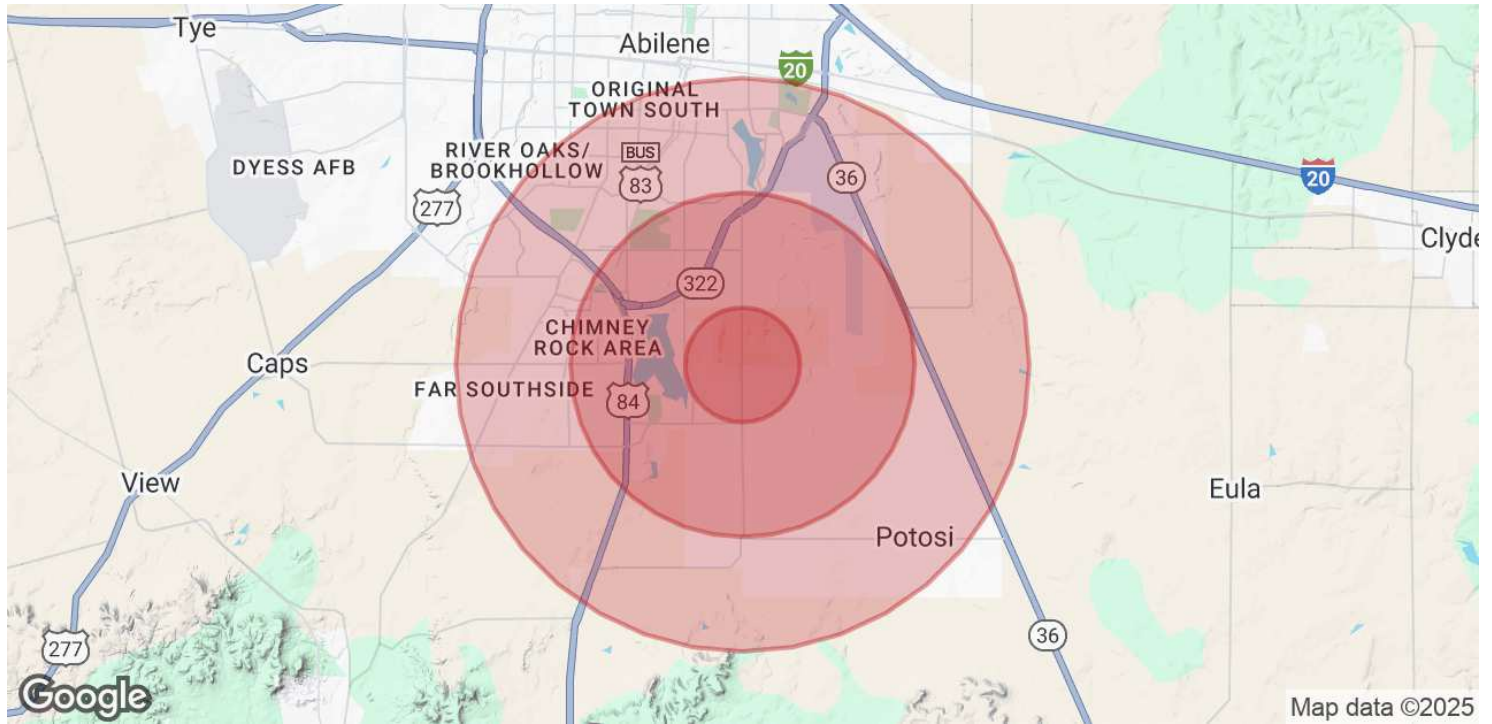 Tye
Abilene
20
ORIGINAL
TOWN SOUTH
RIVER OAKS/
BROOKHOLLOW
BUS
83
DYESS AFB
36
20
277
Clyde
322
CHIMNEY
ROCK AREA
Caps
FAR SOUTHSIDE
84
View
Eula
Potosi
277
36
Google
Map data ©2025